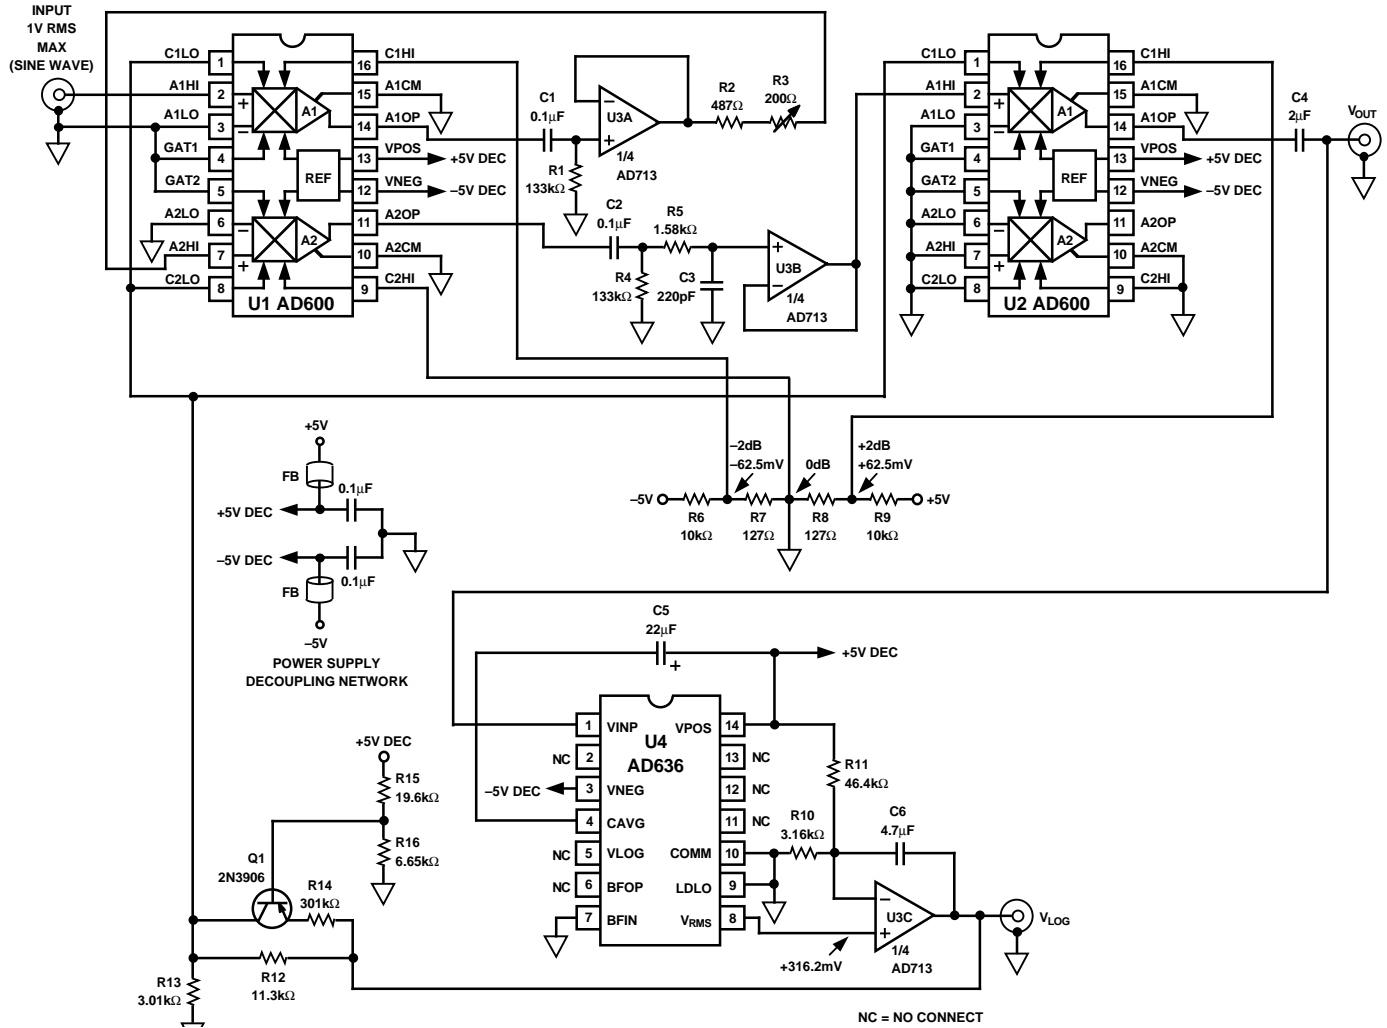 INPUT
1V RMS
MAX
(SINE WAVE)
C1LO
A1HI
A1LO
GAT1
GAT2
A2LO
A2HI
C2LO
1
2
3
4
5
6
7
8
+
–
–
+
A1
REF
A2
U1 AD600
16
15
14
13
12
11
10
9
C1HI
A1CM
A1OP
VPOS
VNEG
A2OP
A2CM
C2HI
+5V DEC
–5V DEC
C1
0.1μF
R1
133kΩ
–
+
U3A
1/4
AD713
R2
487Ω
R3
200Ω
C2
0.1μF
R5
1.58kΩ
R4
133kΩ
C3
220pF
+
–
U3B
1/4
AD713
C1LO
A1HI
A1LO
GAT1
GAT2
A2LO
A2HI
C2LO
1
2
3
4
5
6
7
8
+
–
–
+
A1
REF
A2
U2 AD600
16
15
14
13
12
11
10
9
C1HI
A1CM
A1OP
VPOS
VNEG
A2OP
A2CM
C2HI
+5V DEC
–5V DEC
C4
2μF
VOUT
–2dB
–62.5mV
0dB
+2dB
+62.5mV
–5V
R6
10kΩ
R7
127Ω
R8
127Ω
R9
10kΩ
+5V
+5V
FB
0.1μF
+5V DEC
–5V DEC
0.1μF
FB
–5V
POWER SUPPLY
DECOUPLING NETWORK
C5
22μF
+
+5V DEC
1
2
3
4
5
6
7
NC
–5V DEC
NC
NC
VINP
VNEG
CAVG
VLOG
BFOP
BFIN
U4
AD636
VPOS
COMM
LDLO
VRMS
14
13
12
11
10
9
8
NC
NC
NC
R11
46.4kΩ
R10
3.16kΩ
C6
4.7μF
–
+
U3C
1/4
AD713
+316.2mV
VLOG
+5V DEC
R15
19.6kΩ
R16
6.65kΩ
Q1
2N3906
R14
301kΩ
R12
11.3kΩ
R13
3.01kΩ
NC = NO CONNECT